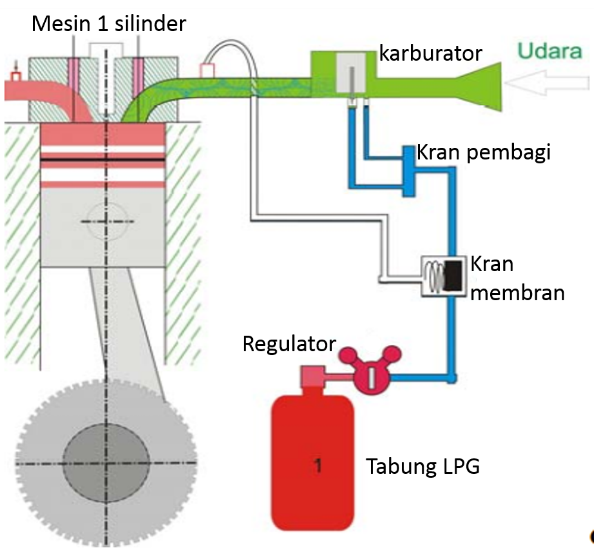 Mesin 1 silinder
karburator
Udara
Kran pembagi
Kran
membran
Regulator
1
Tabung LPG